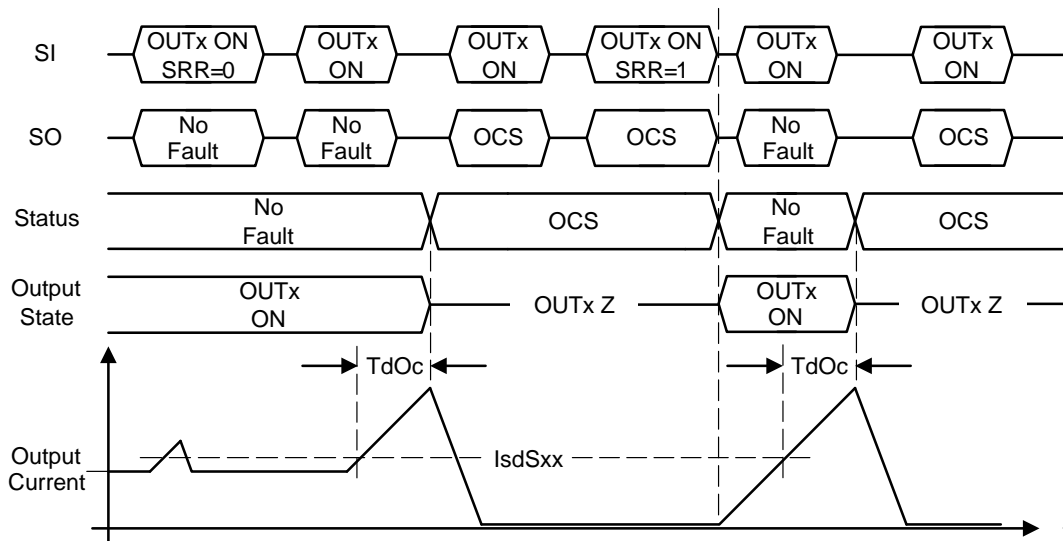 SI
OUTx ON
SRR=0
OUTx
ON
OUTx
ON
OUTx ON
SRR=1
OUTx
ON
OUTx
ON
SO
No
Fault
No
Fault
OCS
OCS
No
Fault
OCS
Status
No
Fault
OCS
No
Fault
OCS
Output
State
OUTx
ON
OUTx Z
OUTx
ON
OUTx Z
TdOc
TdOc
Output
Current
IsdSxx